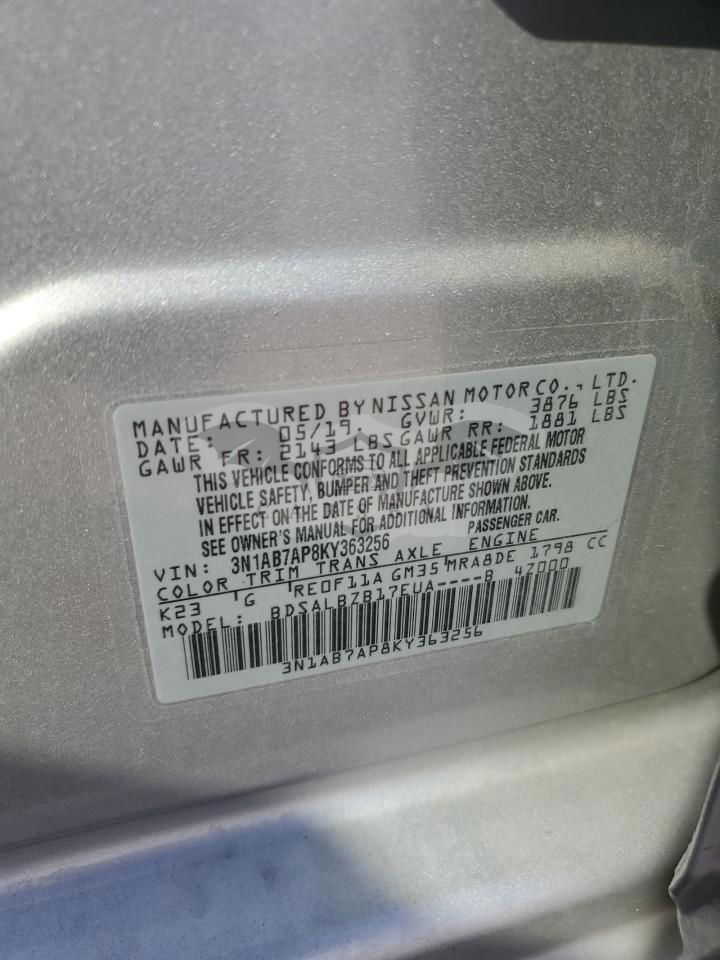 MANUFACTURED BY NISSAN MOTOR CO., LTD.
DATE: 05/19. GVWR: 3876 LBS
GAWR FR: 2143 LBS GAWR RR: 1881 LBS
THIS VEHICLE CONFORMS TO ALL APPLICABLE FEDERAL MOTOR
VEHICLE SAFETY, BUMPER AND THEFT PREVENTION STANDARDS
IN EFFECT ON THE DATE OF MANUFACTURE SHOWN ABOVE.
SEE OWNER'S MANUAL FOR ADDITIONAL INFORMATION.
VIN: 3N1AB7AP8KY363256 PASSENGER CAR.
COLOR TRIM TRANS AXLE ENGINE
K23 G RE0F11A GM35 MRA8DE 1798 CC
MODEL: BDSALBZB17EUA----B 4Z000
3N1AB7AP8KY363256